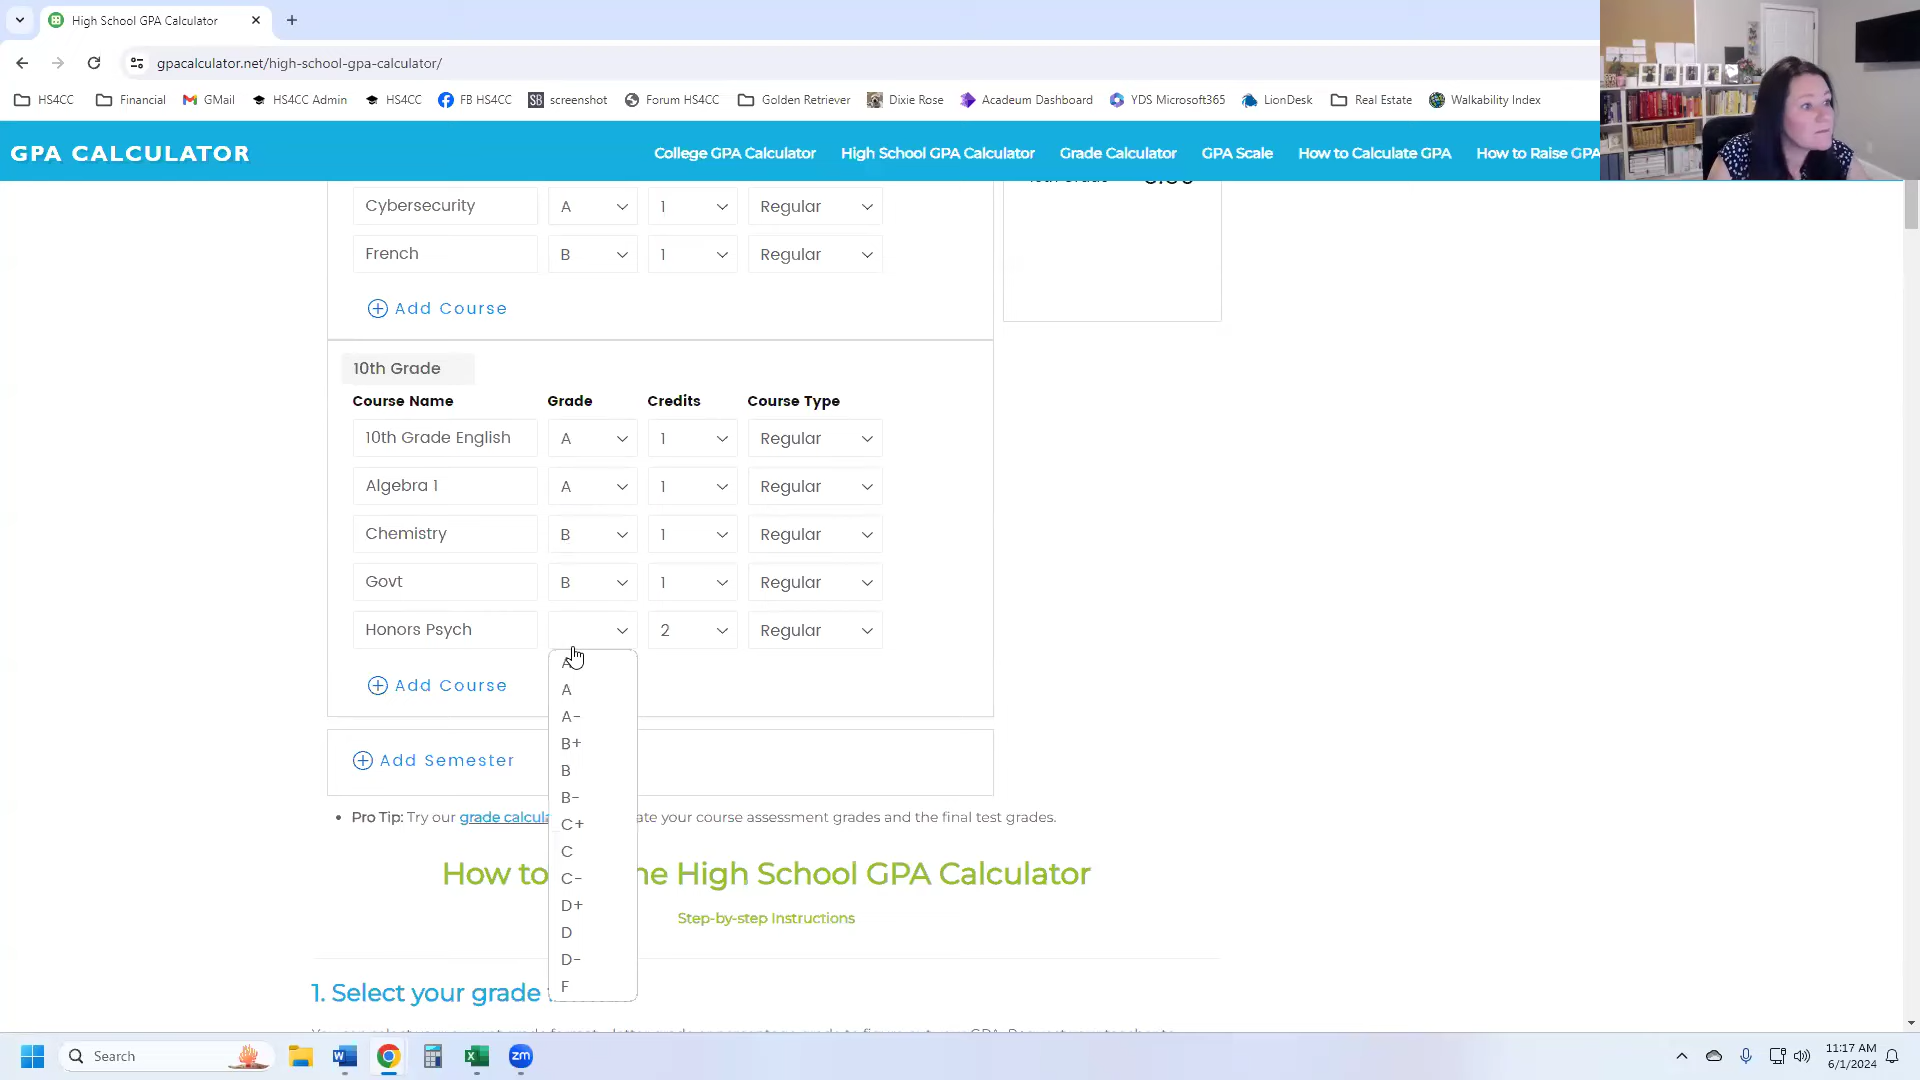 High School GPA Calculator
gpacalculator.net/high-school-gpa-calculator/
HS4CC Financial GMail HS4CC Admin HS4CC FB HS4CC SB screenshot Forum HS4CC Golden Retriever Dixie Rose Acadeum Dashboard YDS Microsoft365 LionDesk Real Estate Walkability Index
GPA CALCULATOR College GPA Calculator High School GPA Calculator Grade Calculator GPA Scale How to Calculate GPA How to Raise GPA
Cybersecurity A 1 Regular
French B 1 Regular
Add Course
10th Grade
Course Name Grade Credits Course Type
10th Grade English A 1 Regular
Algebra 1 A 1 Regular
Chemistry B 1 Regular
Govt B 1 Regular
Honors Psych 2 Regular
Add Course
A
A-
B+
B
B-
C+
C
C-
D+
D
D-
F
Add Semester
Pro Tip: Try our grade calcula ate your course assessment grades and the final test grades.
How to he High School GPA Calculator
Step-by-step Instructions
1. Select your grade
Search
zm
11:17 AM
6/1/2024